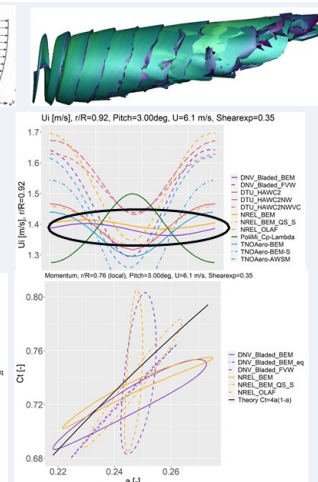 Ui [m/s], r/R=0.92, Pitch=3.00deg, U=6.1 m/s, Shearexp=0.35
Ui [m/s], r/R=0.92
1.7
1.6
1.5
1.4
1.3
DNV_Bladed_BEM
DNV_Bladed_FVW
DTU_HAWC2
DTU_HAWC2NW
DTU_HAWC2NWVC
NREL_BEM
NREL_BEM_QS_S
NREL_OLAF
PoliMi_Cp-Lambda
TNOAero-BEM
TNOAero-BEM-S
TNOAero-AWSM
Momentum, r/R=0.76 (local), Pitch=3.00deg, U=6.1 m/s, Shearexp=0.35
Ct [-]
0.80
0.76
0.72
0.68
DNV_Bladed_BEM
DNV_Bladed_BEM_eq
DNV_Bladed_FVW
NREL_BEM
NREL_BEM_QS_S
NREL_OLAF
Theory Ct=4a(1-a)
0.22
0.24
0.26
a [-]